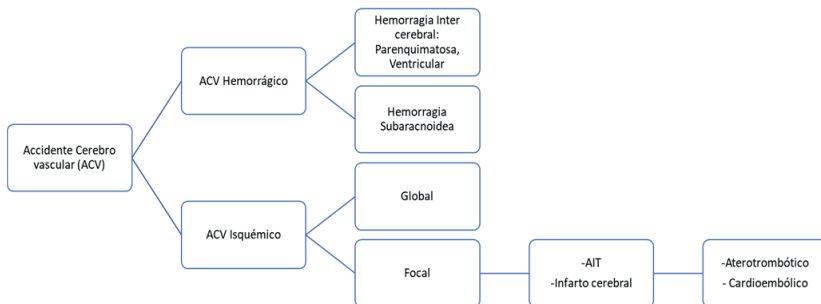 Accidente Cerebro
vascular (ACV)
ACV Hemorrágico
Hemorragia Inter
cerebral:
Parenquimatosa,
Ventricular
Hemorragia
Subaracnoidea
ACV Isquémico
Global
Focal
-AIT
-Infarto cerebral
-Aterotrombótico
- Cardioembólico